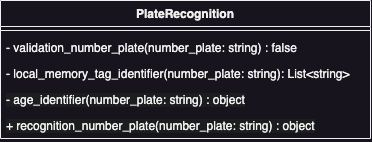 PlateRecognition
- validation_number_plate(number_plate: string) : false
- local_memory_tag_identifier(number_plate: string): List<string>
- age_identifier(number_plate: string) : object
+ recognition_number_plate(number_plate: string) : object